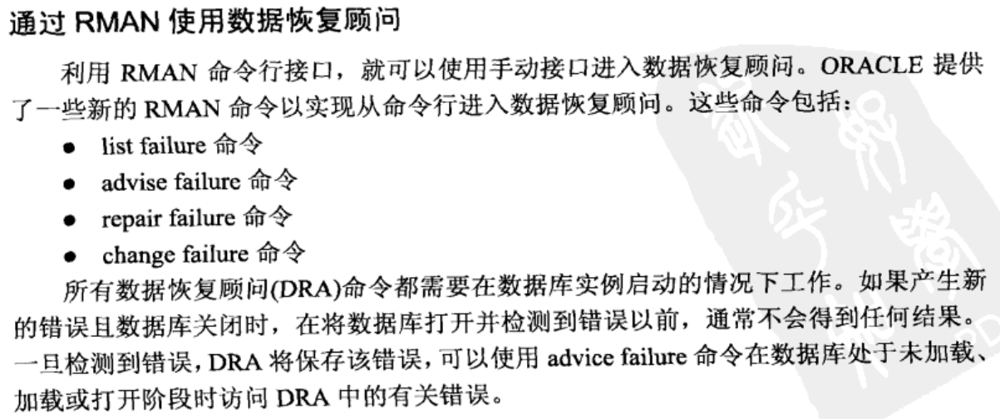 通过 RMAN 使用数据恢复顾问
利用 RMAN 命令行接口，就可以使用手动接口进入数据恢复顾问。ORACLE 提供
了一些新的 RMAN 命令以实现从命令行进入数据恢复顾问。这些命令包括：
● list failure 命令
● advise failure 命令
● repair failure 命令
● change failure 命令
所有数据恢复顾问(DRA)命令都需要在数据库实例启动的情况下工作。如果产生新
的错误且数据库关闭时，在将数据库打开并检测到错误以前，通常不会得到任何结果。
一旦检测到错误，DRA 将保存该错误，可以使用 advice failure 命令在数据库处于未加载、
加载或打开阶段时访问 DRA 中的有关错误。